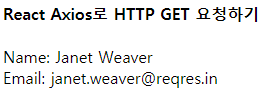 React Axios로 HTTP GET 요청하기
Name: Janet Weaver
Email: janet.weaver@reqres.in